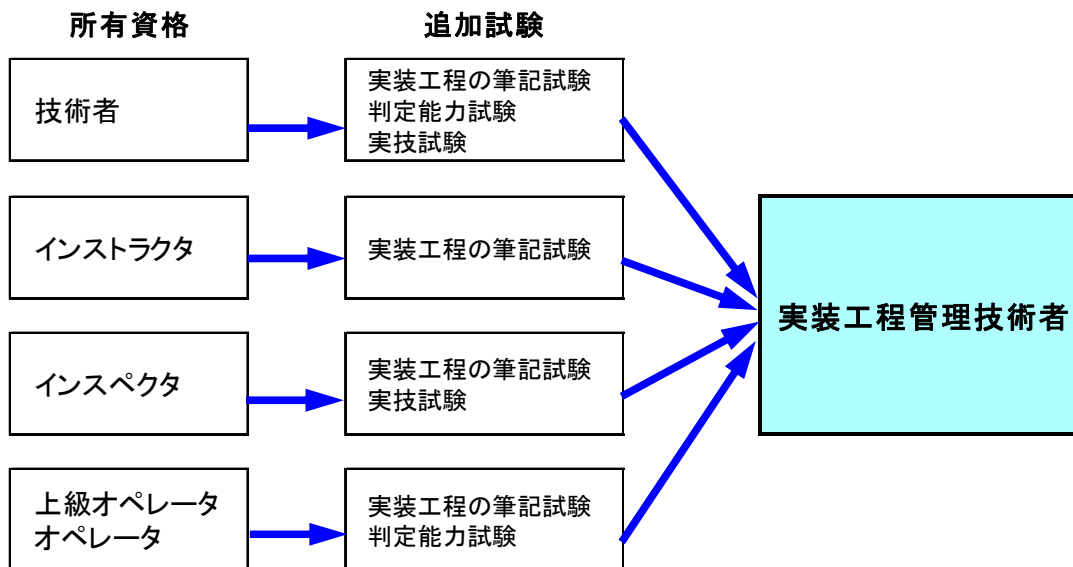 所有資格
追加試験
技術者
実装工程の筆記試験
判定能力試験
実技試験
インストラクタ
実装工程の筆記試験
インスペクタ
実装工程の筆記試験
実技試験
上級オペレータ
オペレータ
実装工程の筆記試験
判定能力試験
実装工程管理技術者